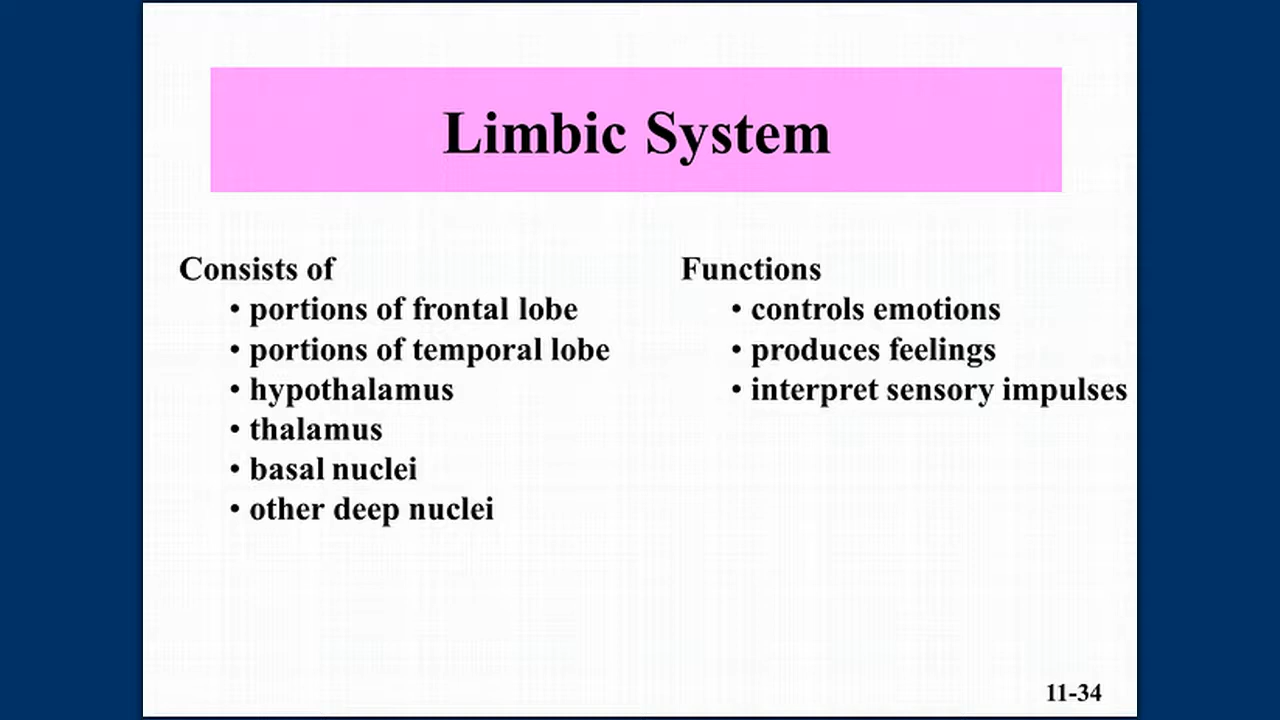 Limbic System
Consists of
• portions of frontal lobe
• portions of temporal lobe
• hypothalamus
• thalamus
• basal nuclei
• other deep nuclei
Functions
• controls emotions
• produces feelings
• interpret sensory impulses
11-34